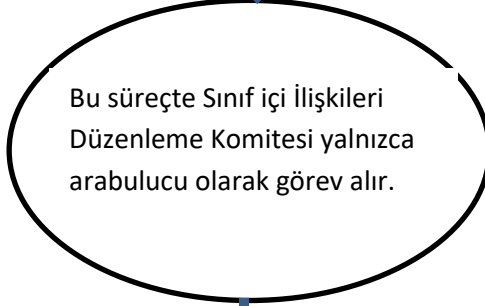 Bu süreçte Sınıf içi İlişkileri
Düzenleme Komitesi yalnızca
arabulucu olarak görev alır.